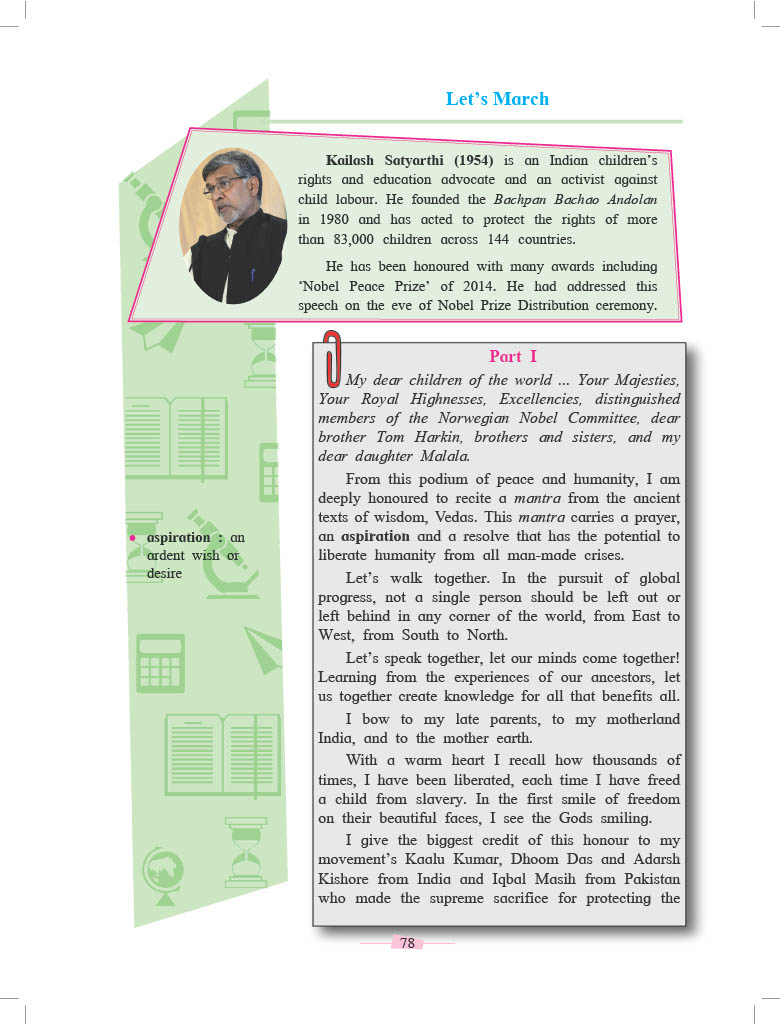 Let's March
Kailash Satyarthi (1954) is an Indian children's
rights and education advocate and an activist against
child labour. He founded the Bachpan Bachao Andolan
in 1980 and has acted to protect the rights of more
than 83,000 children across 144 countries.
He has been honoured with many awards including
'Nobel Peace Prize' of 2014. He had addressed this
speech on the eve of Nobel Prize Distribution ceremony.
Part I
My dear children of the world ... Your Majesties,
Your Royal Highnesses, Excellencies, distinguished
members of the Norwegian Nobel Committee, dear
brother Tom Harkin, brothers and sisters, and my
dear daughter Malala.
From this podium of peace and humanity, I am
deeply honoured to recite a mantra from the ancient
texts of wisdom, Vedas. This mantra carries a prayer,
an aspiration and a resolve that has the potential to
liberate humanity from all man-made crises.
• aspiration : an
ardent wish or
desire
Let's walk together. In the pursuit of global
progress, not a single person should be left out or
left behind in any corner of the world, from East to
West, from South to North.
Let's speak together, let our minds come together!
Learning from the experiences of our ancestors, let
us together create knowledge for all that benefits all.
I bow to my late parents, to my motherland
India, and to the mother earth.
With a warm heart I recall how thousands of
times, I have been liberated, each time I have freed
a child from slavery. In the first smile of freedom
on their beautiful faces, I see the Gods smiling.
I give the biggest credit of this honour to my
movement's Kaalu Kumar, Dhoom Das and Adarsh
Kishore from India and Iqbal Masih from Pakistan
who made the supreme sacrifice for protecting the
78